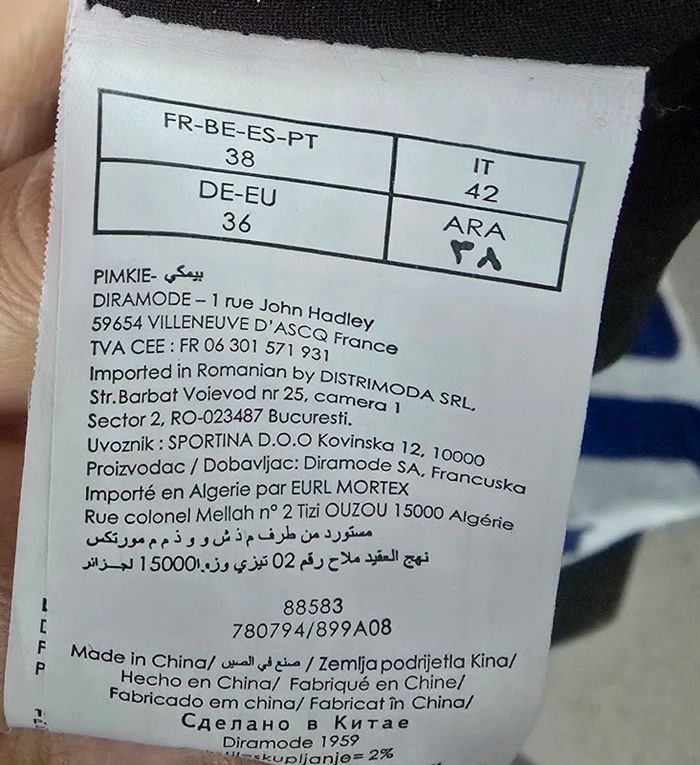 FR-BE-ES-PT
38
IT
42
DE-EU
36
ARA
٣٨
PIMKIE- بيمكي
DIRAMODE – 1 rue John Hadley
59654 VILLENEUVE D'ASCQ France
TVA CEE : FR 06 301 571 931
Imported in Romanian by DISTRIMODA SRL,
Str.Barbat Voievod nr 25, camera 1
Sector 2, RO-023487 Bucuresti.
Uvoznik : SPORTINA D.O.O Kovinska 12, 10000
Proizvodac / Dobavljac: Diramode SA, Francuska
Importé en Algerie par EURL MORTEX
Rue colonel Mellah n° 2 Tizi OUZOU 15000 Algérie
مستورد من طرف م ذ ش و و ذ م م مورتكس
نهج العقيد ملاح رقم 02 تيزي وزو 15000 لجزائر
88583
780794/899A08
Made in China/ صنع في الصين / Zemlja podrijetla Kina/
Hecho en China/ Fabriqué en Chine/
Fabricado em china/ Fabricat în China/
Сделано в Китае
Diramode 1959
skupljanje= 2%